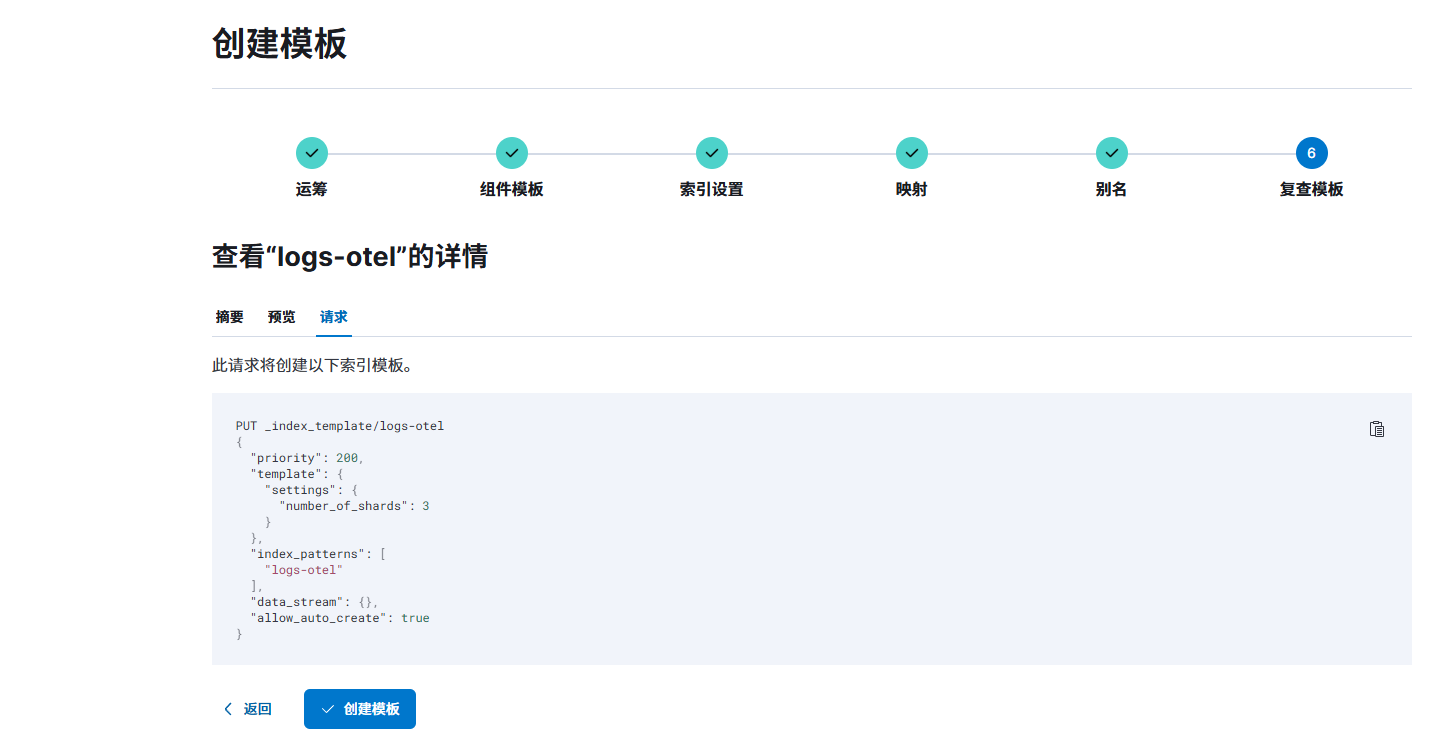 创建模板
运筹
组件模板
索引设置
映射
别名
6
复查模板
查看“logs-otel”的详情
摘要 预览 请求
此请求将创建以下索引模板。
PUT _index_template/logs-otel
{
  "priority": 200,
  "template": {
    "settings": {
      "number_of_shards": 3
    }
  },
  "index_patterns": [
    "logs-otel"
  ],
  "data_stream": {},
  "allow_auto_create": true
}
返回 创建模板